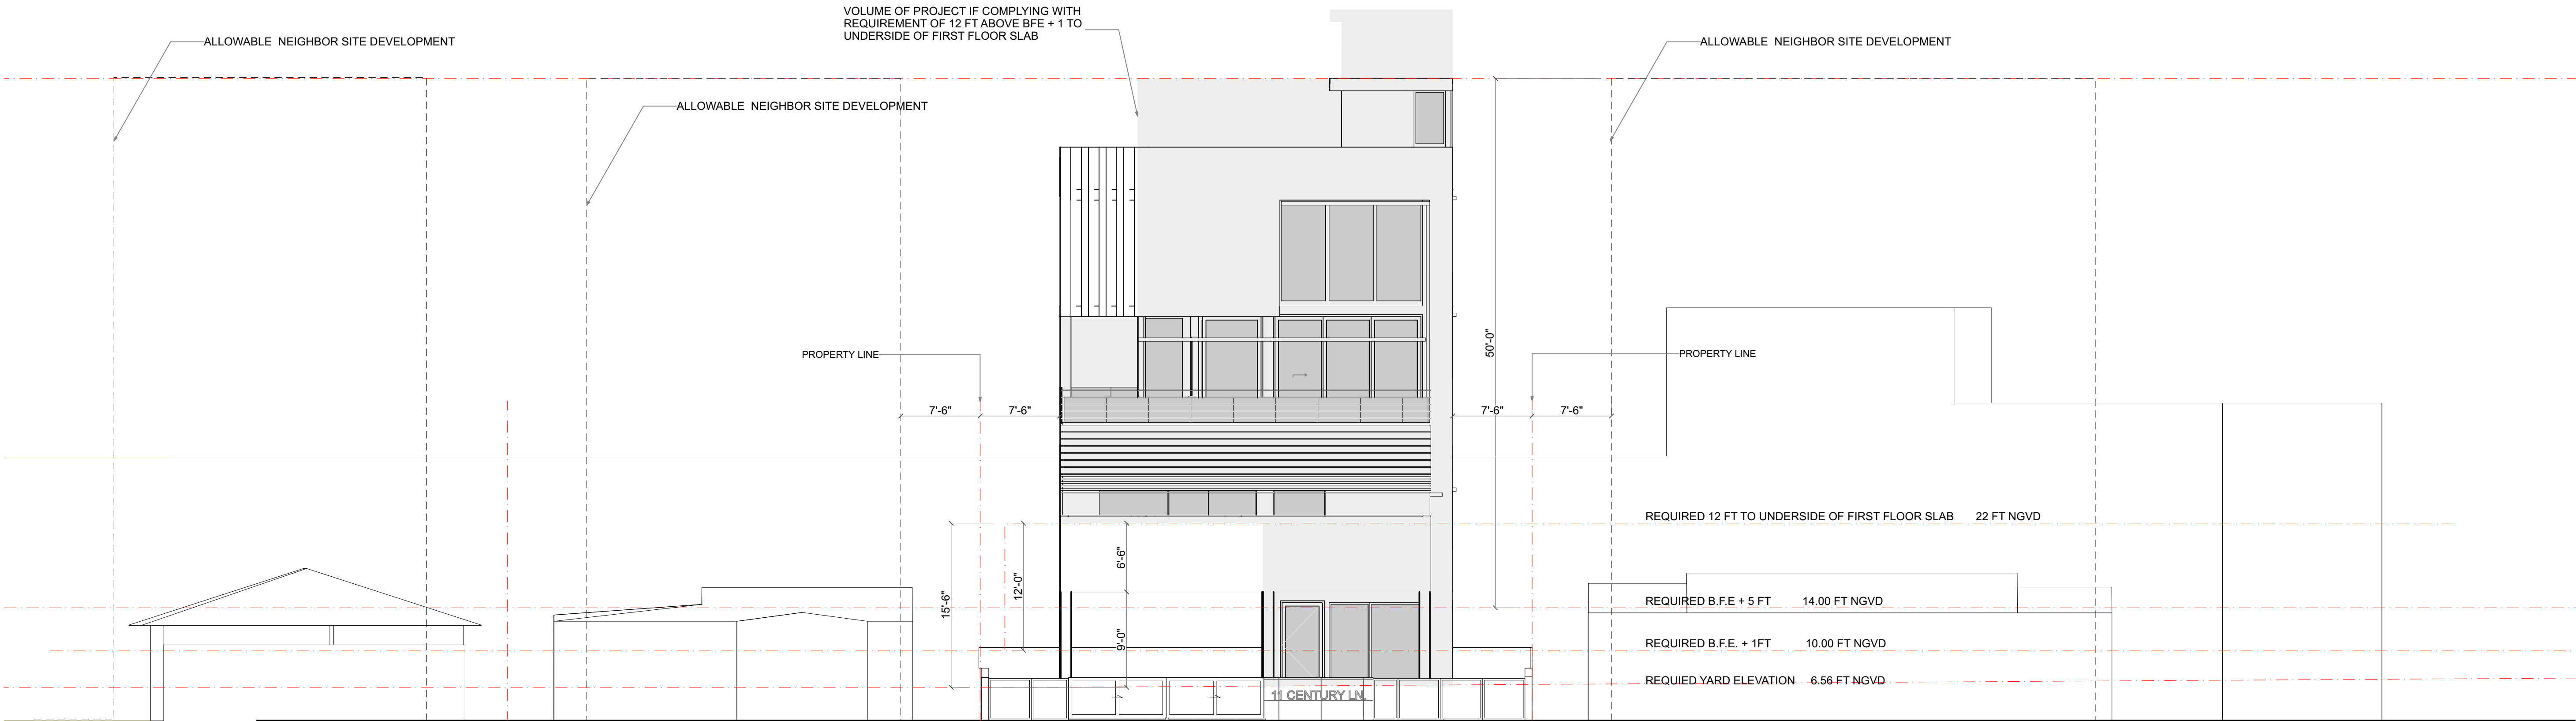 VOLUME OF PROJECT IF COMPLYING WITH
REQUIREMENT OF 12 FT ABOVE BFE + 1 TO
UNDERSIDE OF FIRST FLOOR SLAB
ALLOWABLE NEIGHBOR SITE DEVELOPMENT
ALLOWABLE NEIGHBOR SITE DEVELOPMENT
ALLOWABLE NEIGHBOR SITE DEVELOPMENT
50'-0"
PROPERTY LINE
PROPERTY LINE
7'-6"
7'-6"
7'-6"
7'-6"
REQUIRED 12 FT TO UNDERSIDE OF FIRST FLOOR SLAB 22 FT NGVD
6'-6"
12'-0"
15'-6"
9'-0"
REQUIRED B.F.E + 5 FT 14.00 FT NGVD
REQUIRED B.F.E. + 1FT 10.00 FT NGVD
REQUIED YARD ELEVATION 6.56 FT NGVD
11 CENTURY LN.